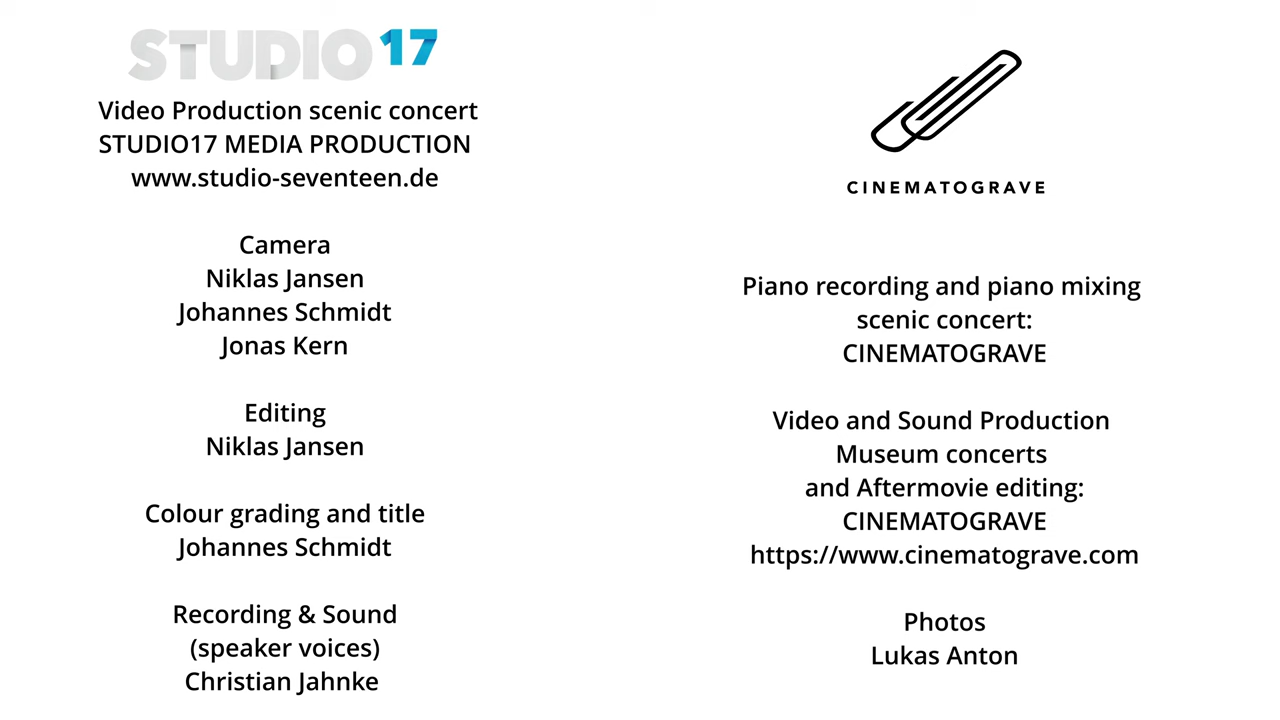 STUDIO 17
Video Production scenic concert
STUDIO17 MEDIA PRODUCTION
www.studio-seventeen.de
Camera
Niklas Jansen
Johannes Schmidt
Jonas Kern
Editing
Niklas Jansen
Colour grading and title
Johannes Schmidt
Recording & Sound
(speaker voices)
Christian Jahnke
CINEMATOGRAVE
Piano recording and piano mixing
scenic concert:
CINEMATOGRAVE
Video and Sound Production
Museum concerts
and Aftermovie editing:
CINEMATOGRAVE
https://www.cinematograve.com
Photos
Lukas Anton